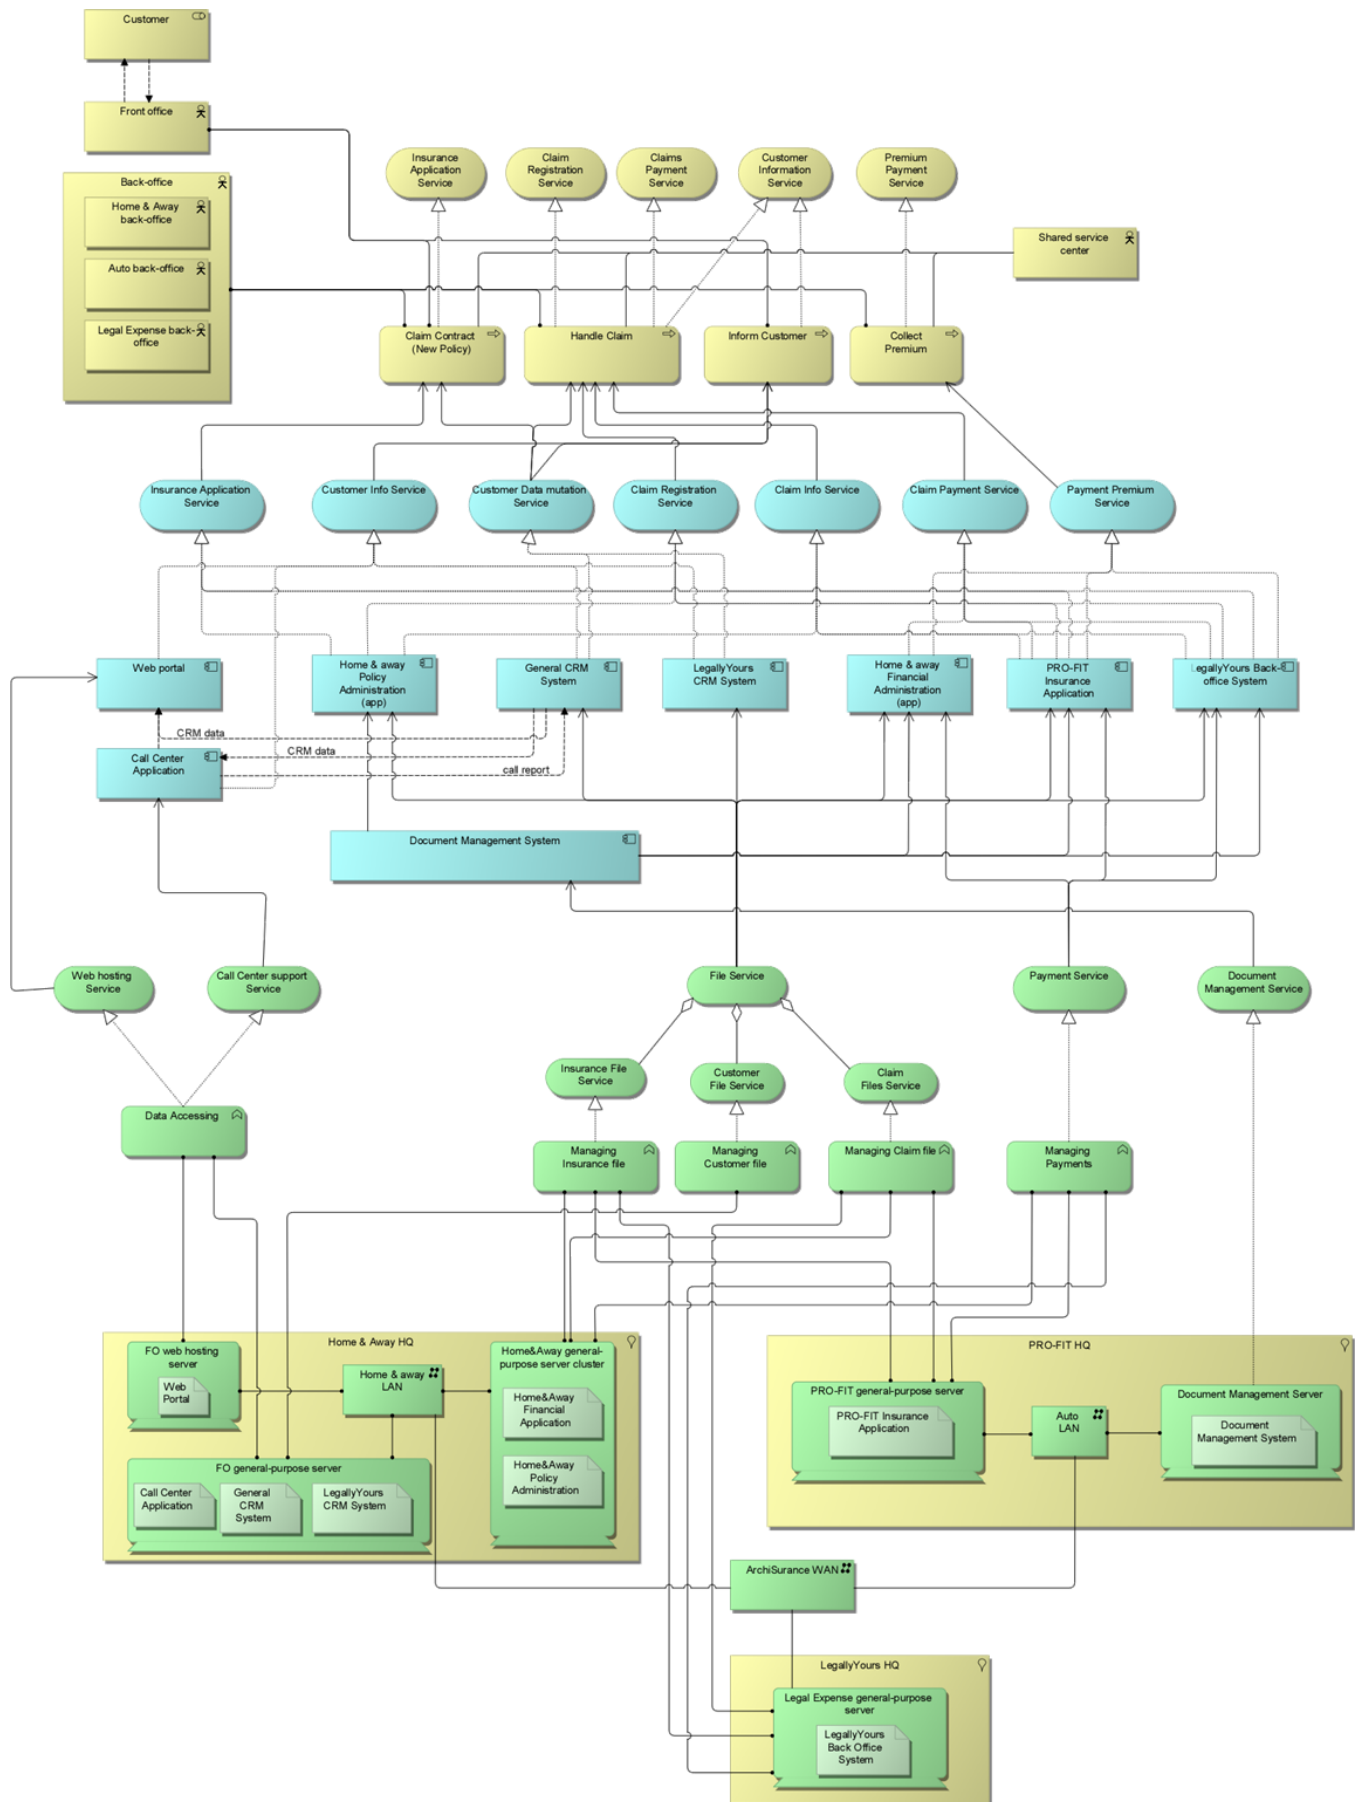 Customer
Front office
Back-office
Home & Away
back-office
Auto back-office
Legal Expense back-
office
Insurance
Application
Service
Claim
Registration
Service
Claims
Payment
Service
Customer
Information
Service
Premium
Payment
Service
Shared service
center
Claim Contract
(New Policy)
Handle Claim
Inform Customer
Collect
Premium
Insurance Application
Service
Customer Info Service
Customer Data mutation
Service
Claim Registration
Service
Claim Info Service
Claim Payment Service
Payment Premium
Service
Web portal
Home & away
Policy
Administration
(app)
General CRM
System
LegallyYours
CRM System
Home & away
Financial
Administration
(app)
PRO-FIT
Insurance
Application
LegallyYours Back-
office System
CRM data
CRM data
call report
Call Center
Application
Document Management System
Web hosting
Service
Call Center support
Service
File Service
Payment Service
Document
Management Service
Insurance File
Service
Customer
File Service
Claim
Files Service
Data Accessing
Managing
Insurance file
Managing
Customer file
Managing Claim file
Managing
Payments
Home & Away HQ
FO web hosting
server
Web
Portal
Home & away
LAN
Home&Away general-
purpose server cluster
Home&Away
Financial
Application
Home&Away
Policy
Administration
FO general-purpose server
Call Center
Application
General
CRM
System
LegallyYours
CRM System
PRO-FIT HQ
PRO-FIT general-purpose server
PRO-FIT Insurance
Application
Auto
LAN
Document Management Server
Document
Management System
ArchiSurance WAN
LegallyYours HQ
Legal Expense general-purpose
server
LegallyYours
Back Office
System